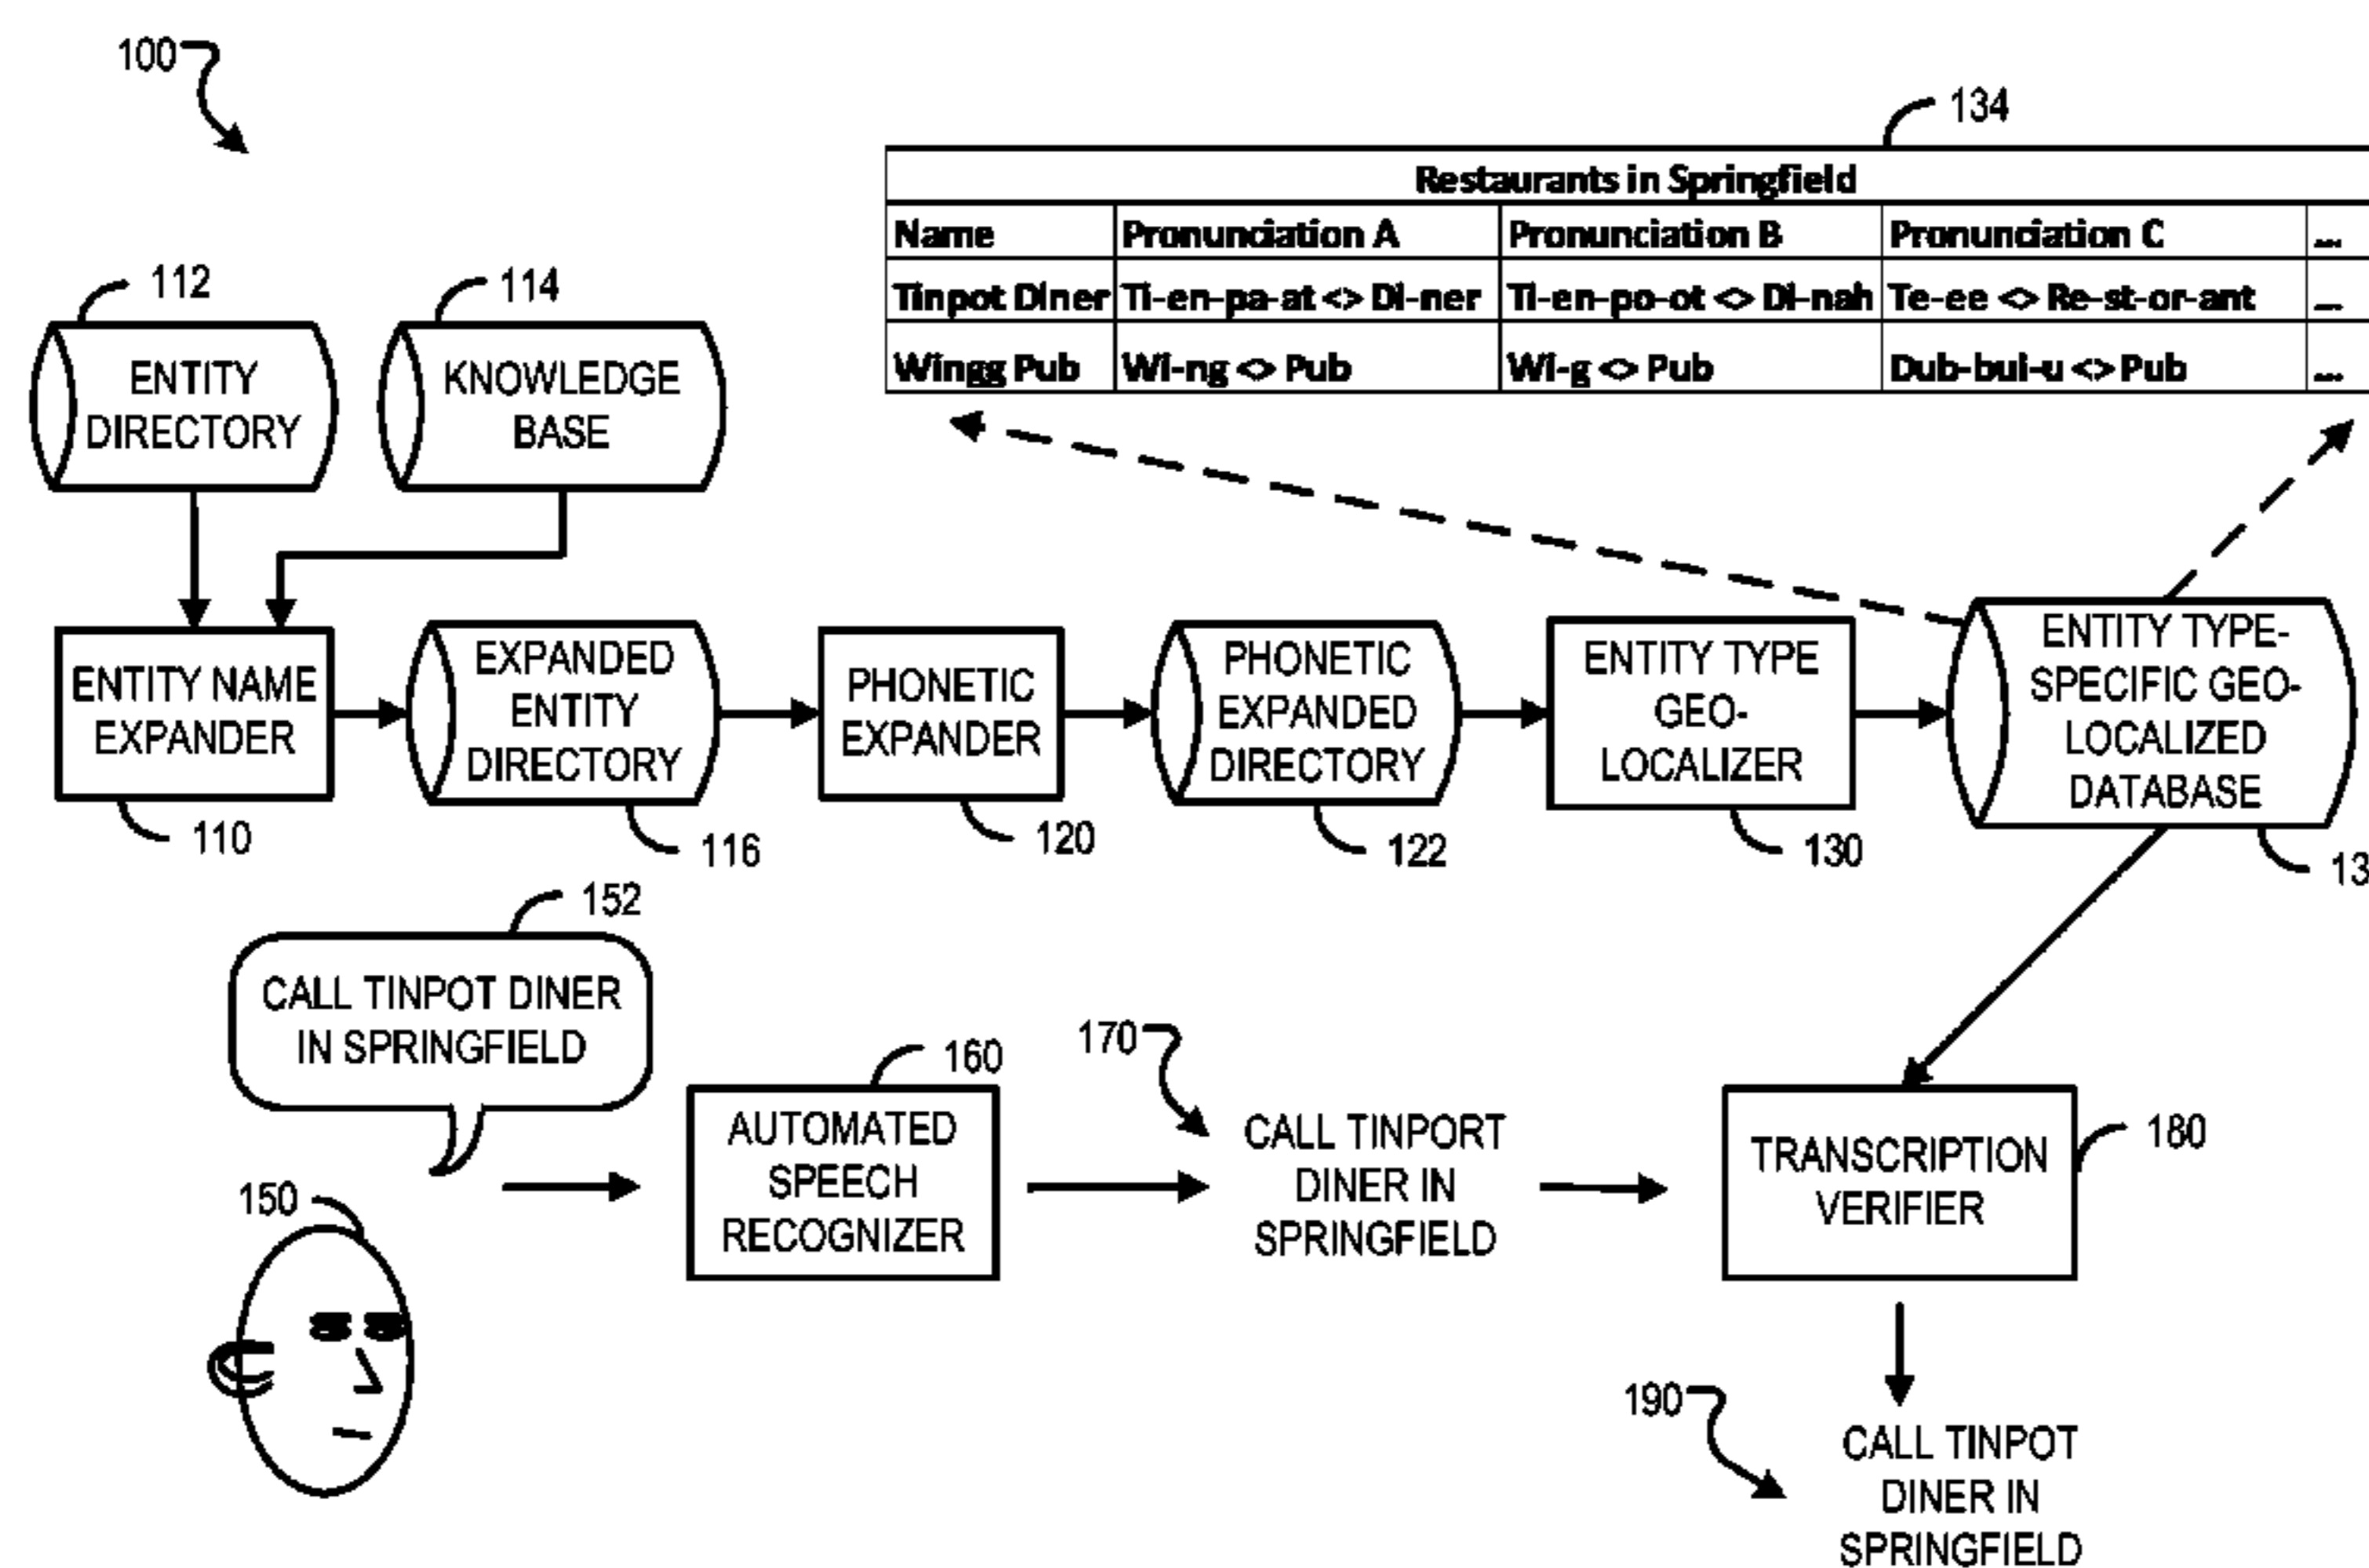 100
134
Restaurants in Springfield
Name Pronunciation A Pronunciation B Pronunciation C ...
Tinpot Diner Ti-en-pa-at <> Di-ner Ti-en-po-ot <> Di-nah Te-ee <> Re-st-or-ant ...
Wingg Pub Wi-ng <> Pub Wi-g <> Pub Dub-bul-u <> Pub ...
112
114
ENTITY
DIRECTORY
KNOWLEDGE
BASE
ENTITY NAME
EXPANDER
EXPANDED
ENTITY
DIRECTORY
PHONETIC
EXPANDER
PHONETIC
EXPANDED
DIRECTORY
ENTITY TYPE
GEO-
LOCALIZER
ENTITY TYPE-
SPECIFIC GEO-
LOCALIZED
DATABASE
110
116
120
122
130
13
152
CALL TINPOT DINER
IN SPRINGFIELD
150
160
AUTOMATED
SPEECH
RECOGNIZER
170
CALL TINPORT
DINER IN
SPRINGFIELD
TRANSCRIPTION
VERIFIER
180
190
CALL TINPOT
DINER IN
SPRINGFIELD